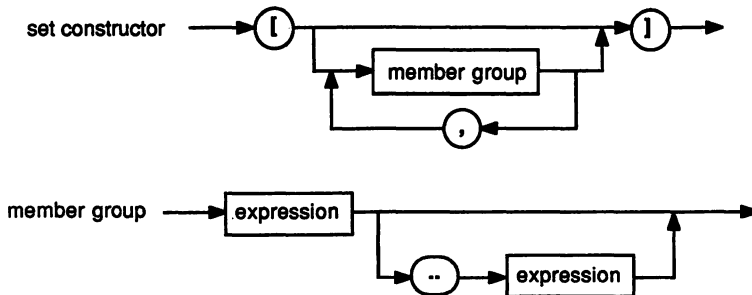 set constructor [ ]
member group
,
member group expression
.. expression